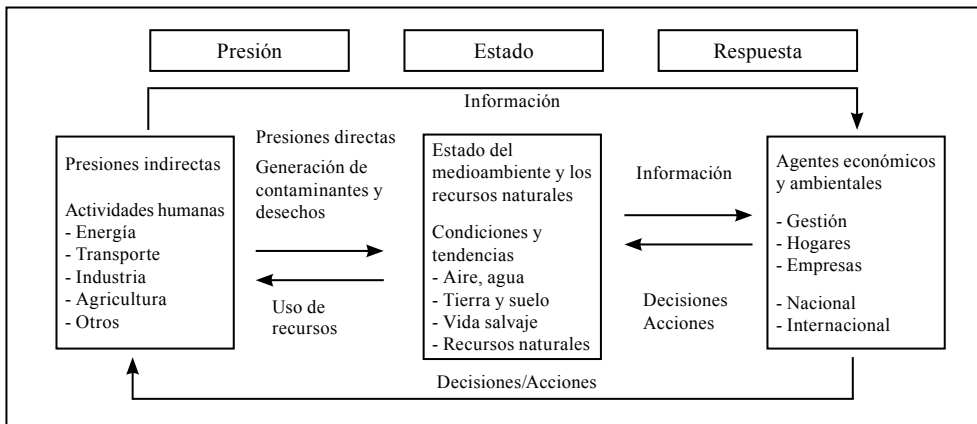 Presión
Estado
Respuesta
Información
Presiones indirectas
Actividades humanas
- Energía
- Transporte
- Industria
- Agricultura
- Otros
Presiones directas
Generación de
contaminantes y
desechos
Uso de
recursos
Estado del
medioambiente y los
recursos naturales
Condiciones y
tendencias
- Aire, agua
- Tierra y suelo
- Vida salvaje
- Recursos naturales
Información
Decisiones
Acciones
Agentes económicos
y ambientales
- Gestión
- Hogares
- Empresas
- Nacional
- Internacional
Decisiones/Acciones